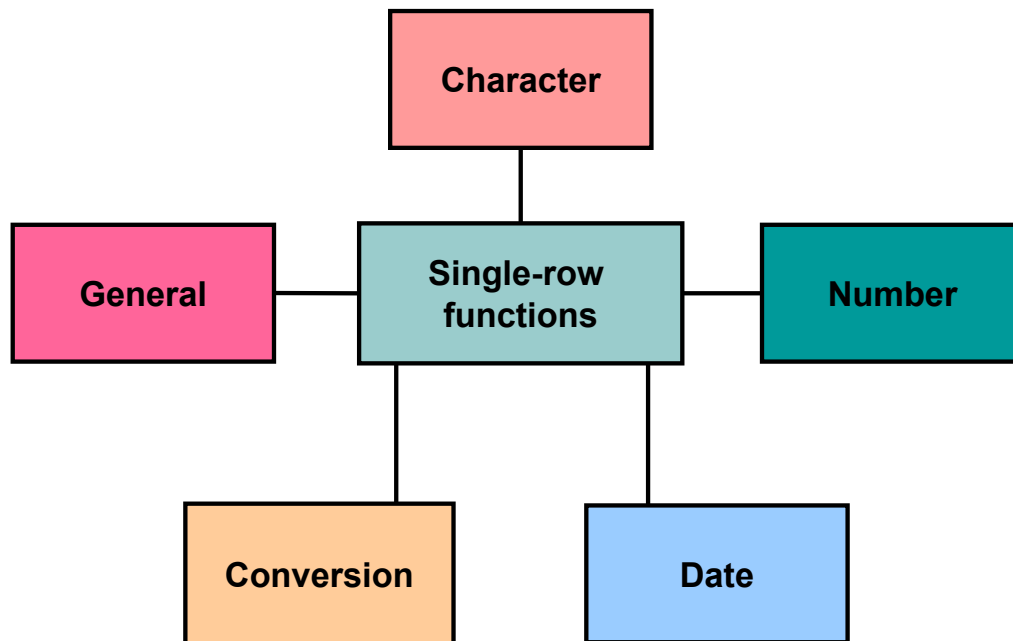 Character
General
Single-row
functions
Number
Conversion
Date